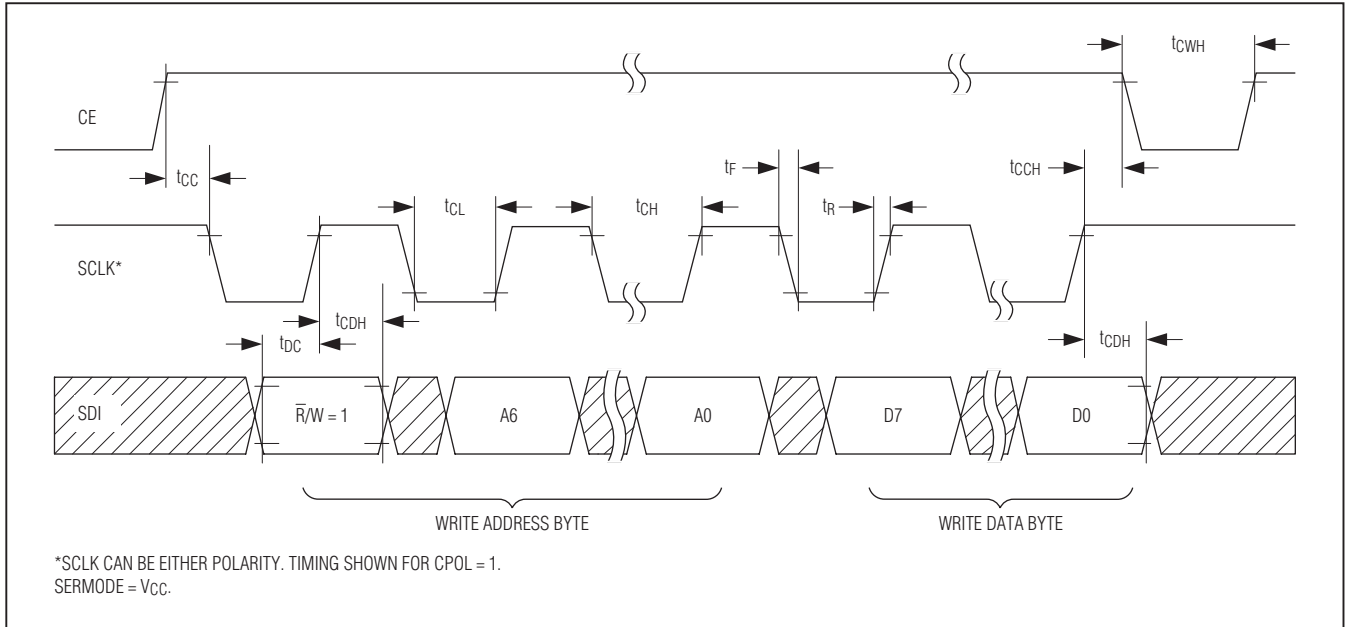 tCWH
CE
tCC
tF
tCCH
tCL
tCH
tR
SCLK*
tDC
tCDH
tCDH
SDI
R̅/W = 1
A6
A0
D7
D0
WRITE ADDRESS BYTE
WRITE DATA BYTE
*SCLK CAN BE EITHER POLARITY. TIMING SHOWN FOR CPOL = 1.
SERMODE = VCC.